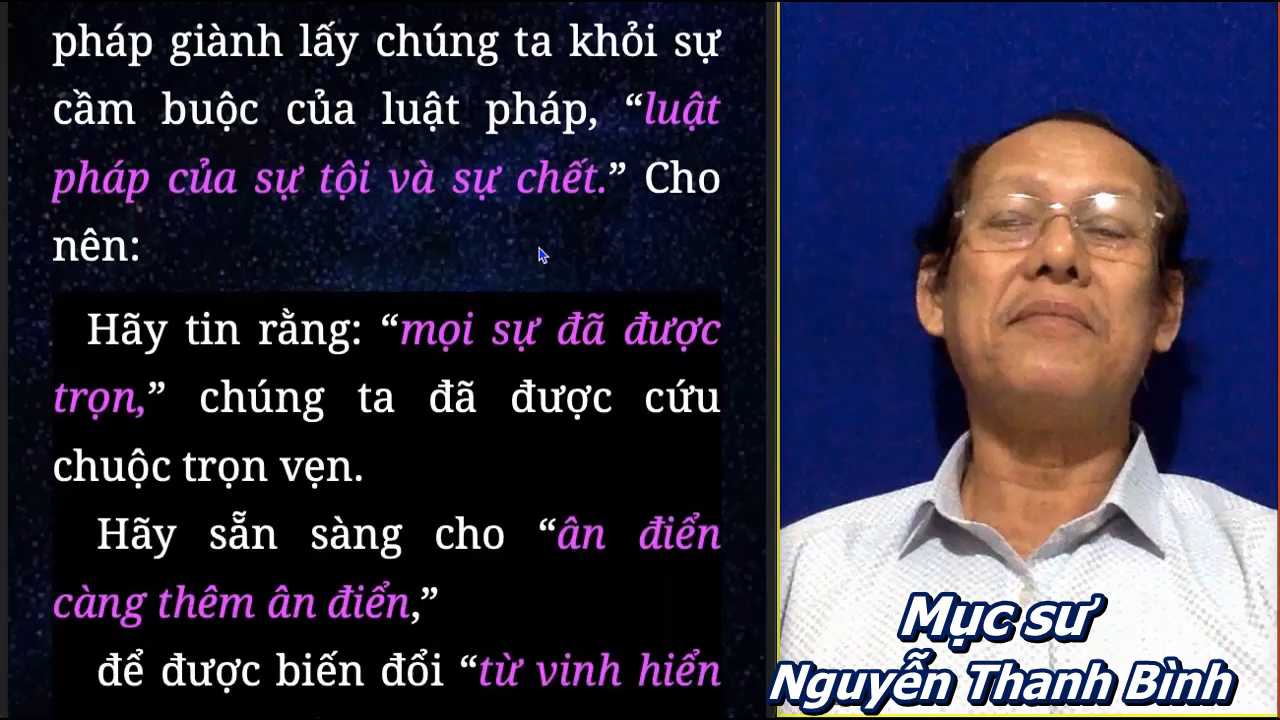 pháp giành lấy chúng ta khỏi sự
cầm buộc của luật pháp, “luật
pháp của sự tội và sự chết.” Cho
nên:
Hãy tin rằng: “mọi sự đã được
trọn,” chúng ta đã được cứu
chuộc trọn vẹn.
Hãy sẵn sàng cho “ân điển
càng thêm ân điển,”
để được biến đổi “từ vinh hiển
Mục sư
Nguyễn Thanh Bình